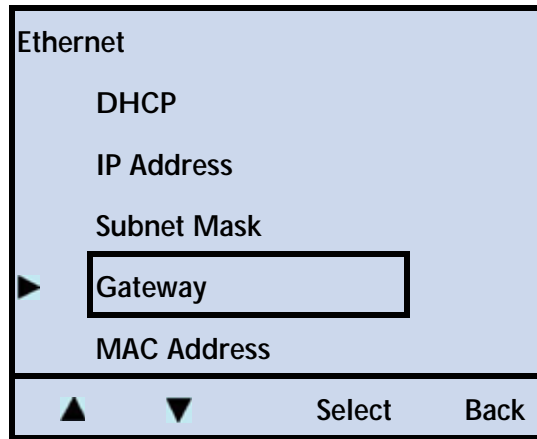 Ethernet
DHCP
IP Address
Subnet Mask
Gateway
MAC Address
Select Back